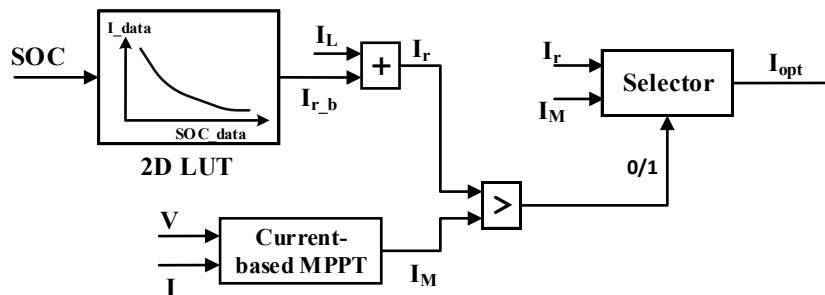 I_data
SOC
SOC_data
2D LUT
I_L
I_r_b
+
I_r
I_r
I_M
Selector
I_opt
0/1
>
V
I
Current-
based MPPT
I_M